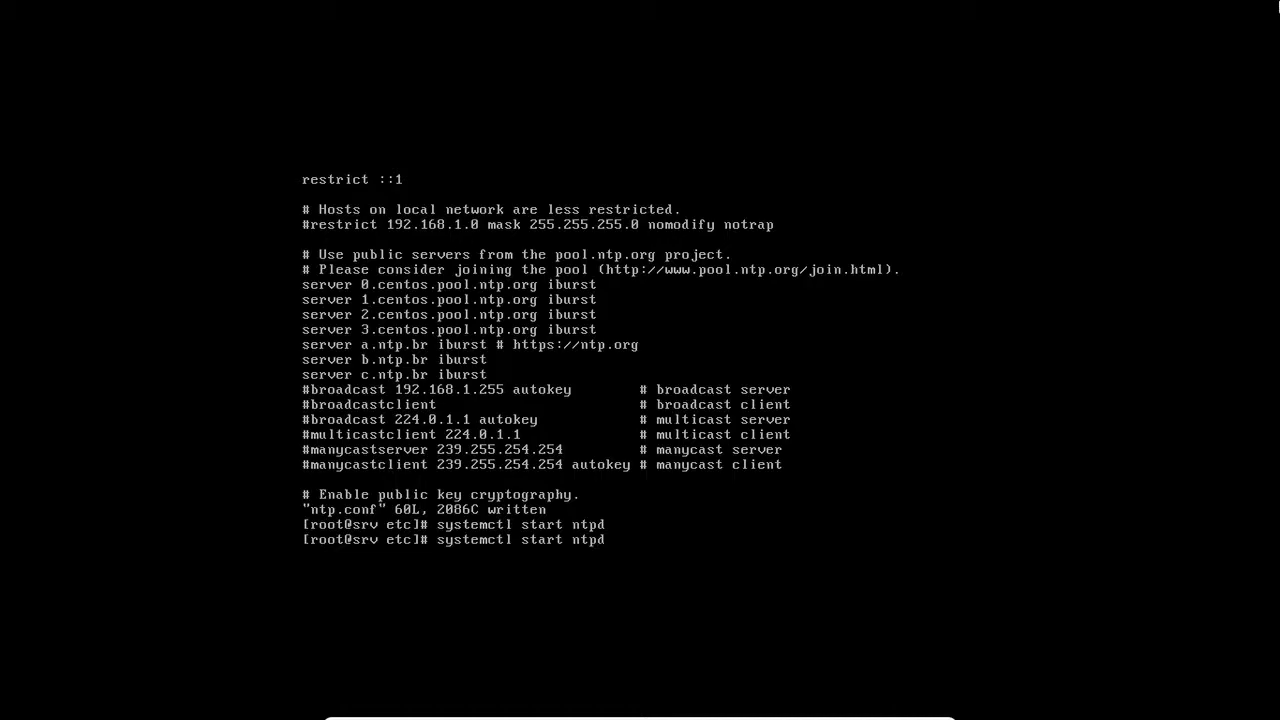 restrict ::1
# Hosts on local network are less restricted.
#restrict 192.168.1.0 mask 255.255.255.0 nomodify notrap
# Use public servers from the pool.ntp.org project.
# Please consider joining the pool (http://www.pool.ntp.org/join.html).
server 0.centos.pool.ntp.org iburst
server 1.centos.pool.ntp.org iburst
server 2.centos.pool.ntp.org iburst
server 3.centos.pool.ntp.org iburst
server a.ntp.br iburst # https://ntp.org
server b.ntp.br iburst
server c.ntp.br iburst
#broadcast 192.168.1.255 autokey        # broadcast server
#broadcastclient                        # broadcast client
#broadcast 224.0.1.1 autokey            # multicast server
#multicastclient 224.0.1.1              # multicast client
#manycastserver 239.255.254.254         # manycast server
#manycastclient 239.255.254.254 autokey # manycast client
# Enable public key cryptography.
"ntp.conf" 60L, 2086C written
[root@srv etc]# systemctl start ntpd
[root@srv etc]# systemctl start ntpd